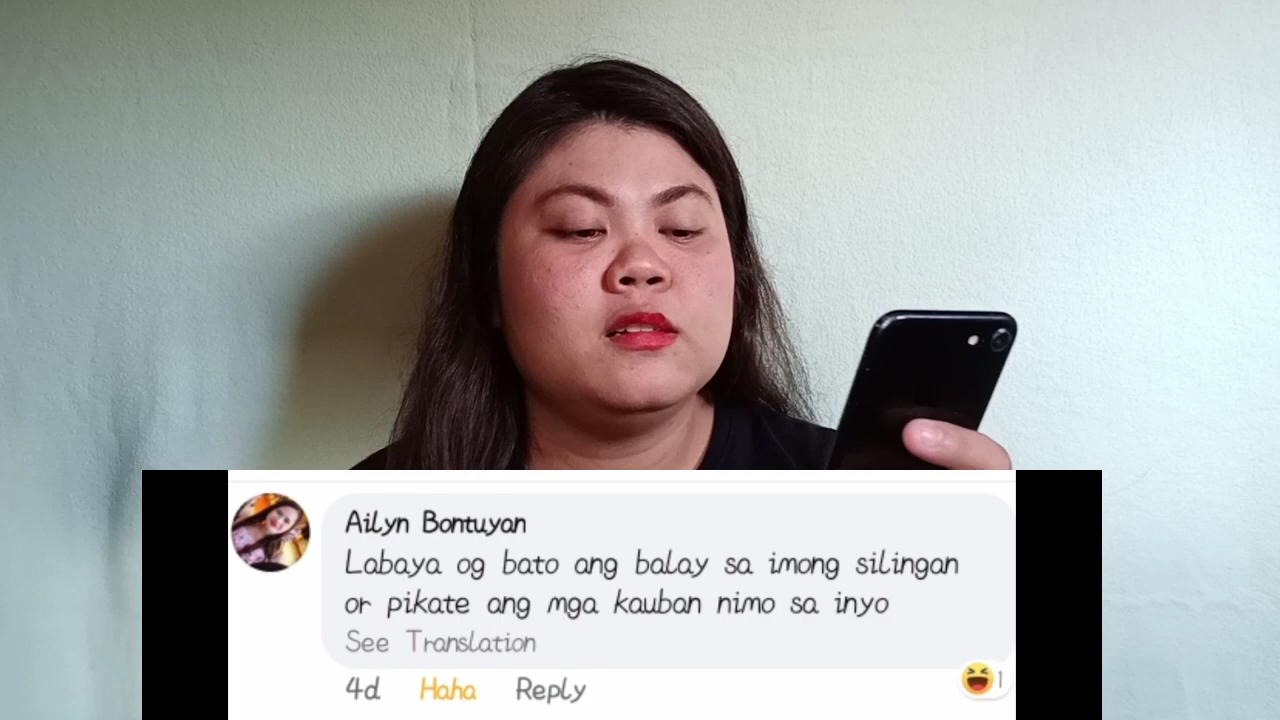 Ailyn Bontuyan
Labaya og bato ang balay sa imong silingan
or pikate ang mga kauban nimo sa inyo
See Translation
4d Haha Reply
1